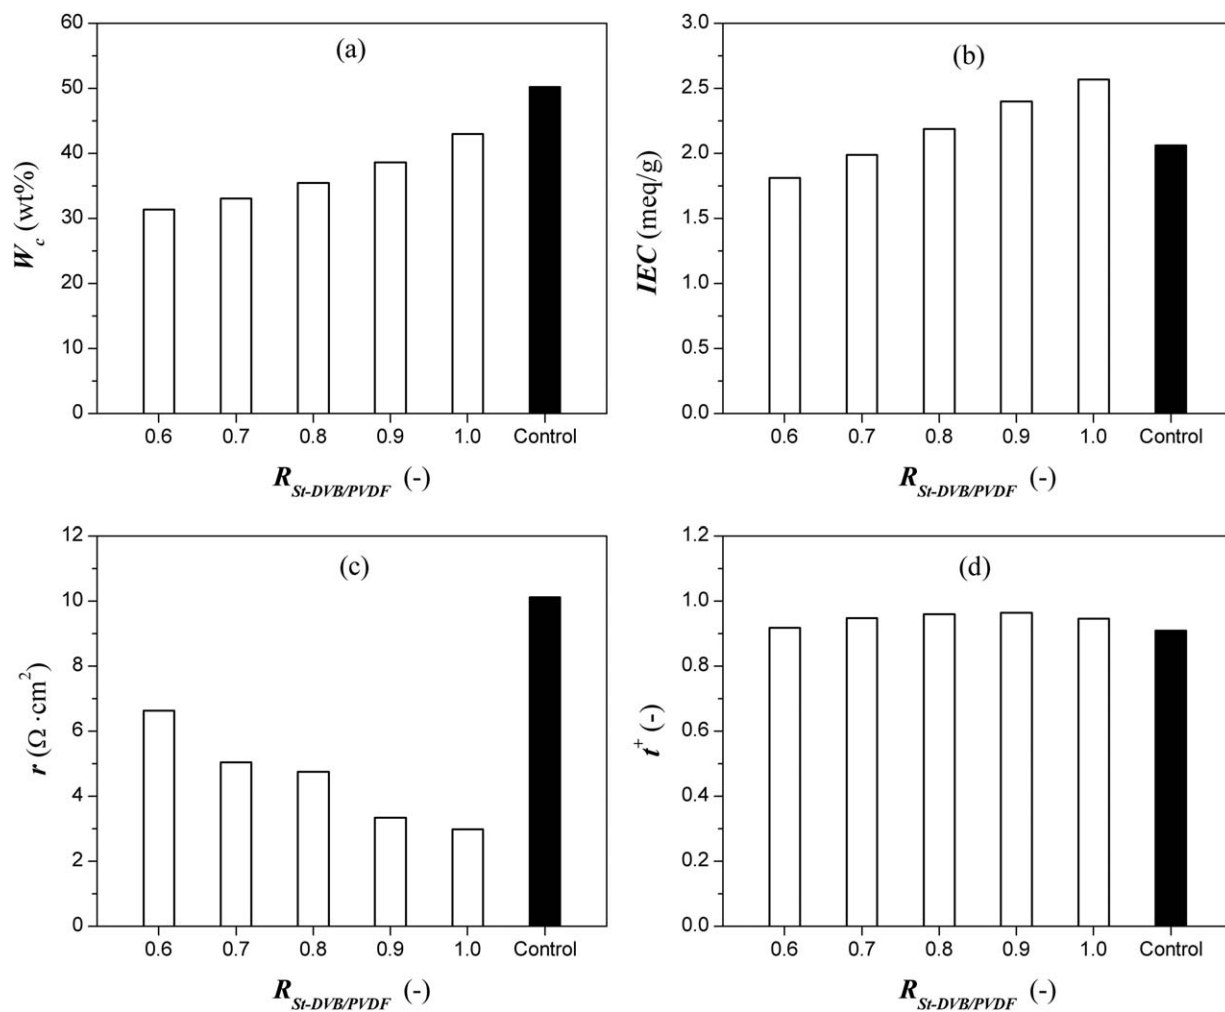 (a)
W_c (wt%)
60
50
40
30
20
10
0
0.6 0.7 0.8 0.9 1.0 Control
R_St-DVB/PVDF (-)
(b)
IEC (meq/g)
3.0
2.5
2.0
1.5
1.0
0.5
0.0
0.6 0.7 0.8 0.9 1.0 Control
R_St-DVB/PVDF (-)
(c)
r (Ω·cm²)
12
10
8
6
4
2
0
0.6 0.7 0.8 0.9 1.0 Control
R_St-DVB/PVDF (-)
(d)
t⁺ (-)
1.2
1.0
0.8
0.6
0.4
0.2
0.0
0.6 0.7 0.8 0.9 1.0 Control
R_St-DVB/PVDF (-)